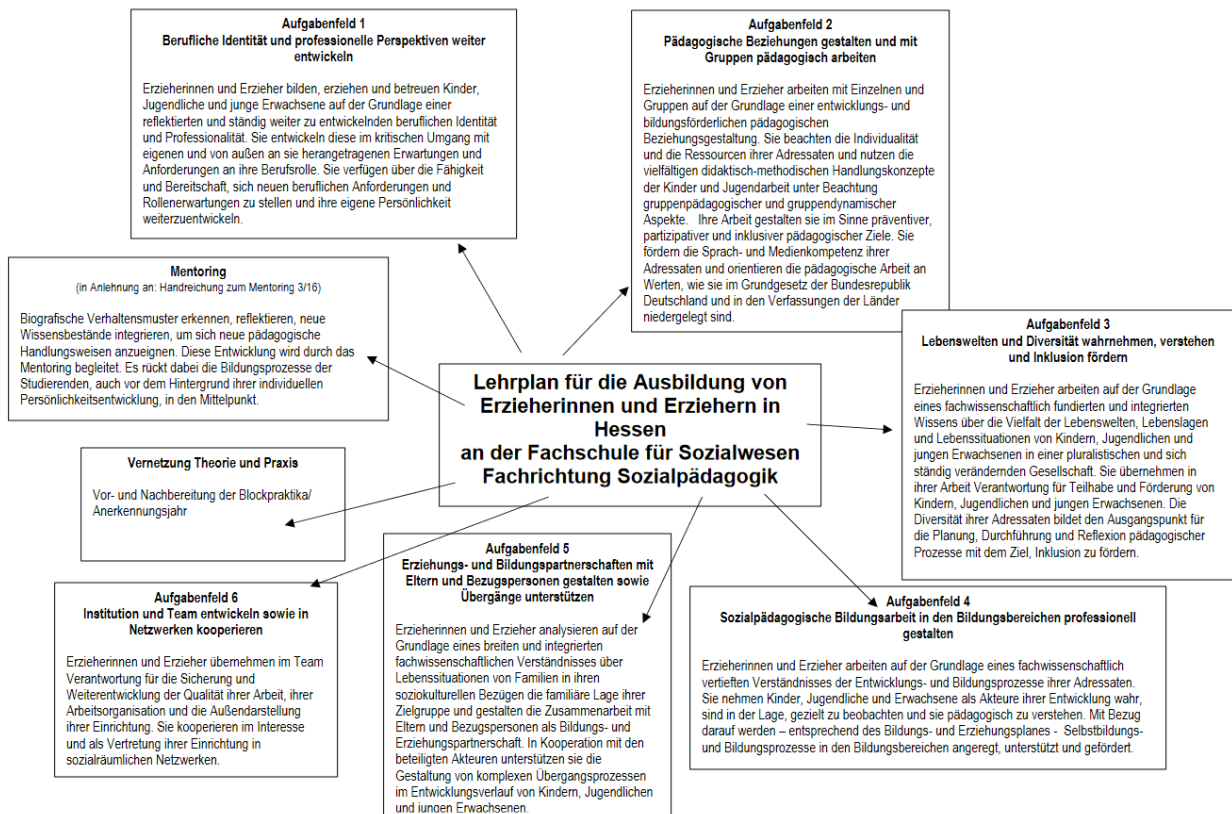 Aufgabenfeld 1
Berufliche Identität und professionelle Perspektiven weiter
entwickeln
Erzieherinnen und Erzieher bilden, erziehen und betreuen Kinder,
Jugendliche und junge Erwachsene auf der Grundlage einer
reflektierten und ständig weiter zu entwickelnden beruflichen Identität
und Professionalität. Sie entwickeln diese im kritischen Umgang mit
eigenen und von außen an sie herangetragenen Erwartungen und
Anforderungen an ihre Berufsrolle. Sie verfügen über die Fähigkeit
und Bereitschaft, sich neuen beruflichen Anforderungen und
Rollenerwartungen zu stellen und ihre eigene Persönlichkeit
weiterzuentwickeln.
Aufgabenfeld 2
Pädagogische Beziehungen gestalten und mit
Gruppen pädagogisch arbeiten
Erzieherinnen und Erzieher arbeiten mit Einzelnen und
Gruppen auf der Grundlage einer entwicklungs- und
bildungsförderlichen pädagogischen
Beziehungsgestaltung. Sie beachten die Individualität
und die Ressourcen ihrer Adressaten und nutzen die
vielfältigen didaktisch-methodischen Handlungskonzepte
der Kinder und Jugendarbeit unter Beachtung
gruppenpädagogischer und gruppendynamischer
Aspekte. Ihre Arbeit gestalten sie im Sinne präventiver,
partizipativer und inklusiver pädagogischer Ziele. Sie
fördern die Sprach- und Medienkompetenz ihrer
Adressaten und orientieren die pädagogische Arbeit an
Werten, wie sie im Grundgesetz der Bundesrepublik
Deutschland und in den Verfassungen der Länder
niedergelegt sind.
Mentoring
(in Anlehnung an: Handreichung zum Mentoring 3/16)
Biografische Verhaltensmuster erkennen, reflektieren, neue
Wissensbestände integrieren, um sich neue pädagogische
Handlungsweisen anzueignen. Diese Entwicklung wird durch das
Mentoring begleitet. Es rückt dabei die Bildungsprozesse der
Studierenden, auch vor dem Hintergrund ihrer individuellen
Persönlichkeitsentwicklung, in den Mittelpunkt.
Lehrplan für die Ausbildung von
Erzieherinnen und Erziehern in
Hessen
an der Fachschule für Sozialwesen
Fachrichtung Sozialpädagogik
Aufgabenfeld 3
Lebenswelten und Diversität wahrnehmen, verstehen
und Inklusion fördern
Erzieherinnen und Erzieher arbeiten auf der Grundlage
eines fachwissenschaftlich fundierten und integrierten
Wissens über die Vielfalt der Lebenswelten, Lebenslagen
und Lebenssituationen von Kindern, Jugendlichen und
jungen Erwachsenen in einer pluralistischen und sich
ständig verändernden Gesellschaft. Sie übernehmen in
ihrer Arbeit Verantwortung für Teilhabe und Förderung von
Kindern, Jugendlichen und jungen Erwachsenen. Die
Diversität ihrer Adressaten bildet den Ausgangspunkt für
die Planung, Durchführung und Reflexion pädagogischer
Prozesse mit dem Ziel, Inklusion zu fördern.
Vernetzung Theorie und Praxis
Vor- und Nachbereitung der Blockpraktika/
Anerkennungsjahr
Aufgabenfeld 6
Institution und Team entwickeln sowie in
Netzwerken kooperieren
Erzieherinnen und Erzieher übernehmen im Team
Verantwortung für die Sicherung und
Weiterentwicklung der Qualität ihrer Arbeit, ihrer
Arbeitsorganisation und die Außendarstellung
ihrer Einrichtung. Sie kooperieren im Interesse
und als Vertretung ihrer Einrichtung in
sozialräumlichen Netzwerken.
Aufgabenfeld 5
Erziehungs- und Bildungspartnerschaften mit
Eltern und Bezugspersonen gestalten sowie
Übergänge unterstützen
Erzieherinnen und Erzieher analysieren auf der
Grundlage eines breiten und integrierten
fachwissenschaftlichen Verständnisses über
Lebenssituationen von Familien in ihren
soziokulturellen Bezügen die familiäre Lage ihrer
Zielgruppe und gestalten die Zusammenarbeit mit
Eltern und Bezugspersonen als Bildungs- und
Erziehungspartnerschaft. In Kooperation mit den
beteiligten Akteuren unterstützen sie die
Gestaltung von komplexen Übergangsprozessen
im Entwicklungsverlauf von Kindern, Jugendlichen
und jungen Erwachsenen.
Aufgabenfeld 4
Sozialpädagogische Bildungsarbeit in den Bildungsbereichen professionell
gestalten
Erzieherinnen und Erzieher arbeiten auf der Grundlage eines fachwissenschaftlich
vertieften Verständnisses der Entwicklungs- und Bildungsprozesse ihrer Adressaten.
Sie nehmen Kinder, Jugendliche und Erwachsene als Akteure ihrer Entwicklung wahr,
sind in der Lage, gezielt zu beobachten und sie pädagogisch zu verstehen. Mit Bezug
darauf werden – entsprechend des Bildungs- und Erziehungsplanes - Selbstbildungs-
und Bildungsprozesse in den Bildungsbereichen angeregt, unterstützt und gefördert.